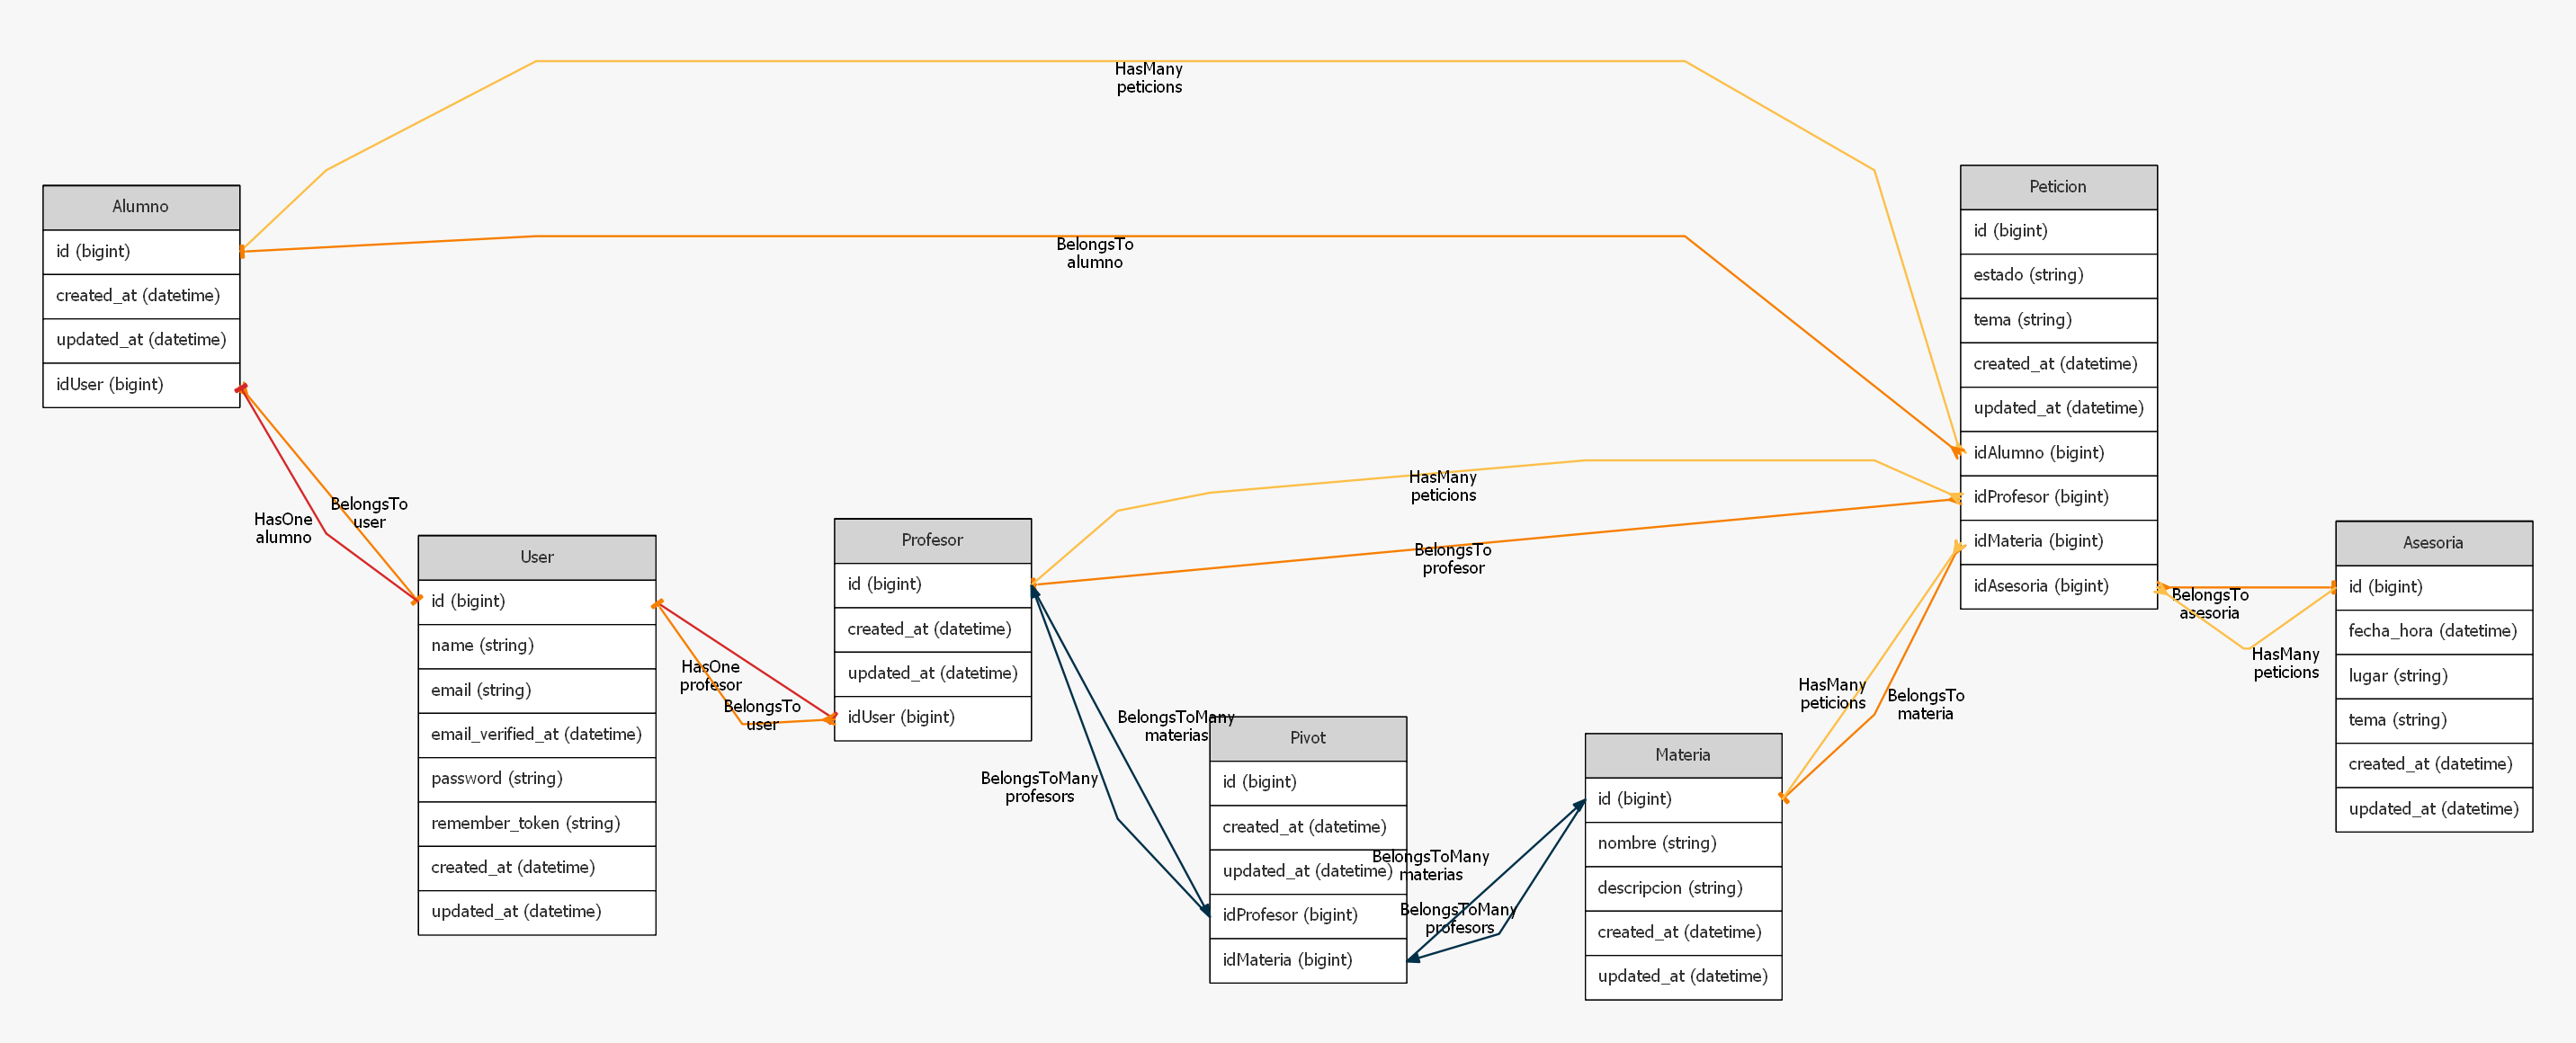 HasMany
peticions
BelongsTo
alumno
Alumno
id (bigint)
created_at (datetime)
updated_at (datetime)
idUser (bigint)
HasOne
alumno
BelongsTo
user
User
id (bigint)
name (string)
email (string)
email_verified_at (datetime)
password (string)
remember_token (string)
created_at (datetime)
updated_at (datetime)
HasOne
profesor
BelongsTo
user
Profesor
id (bigint)
created_at (datetime)
updated_at (datetime)
idUser (bigint)
HasMany
peticions
BelongsTo
profesor
BelongsToMany
materias
BelongsToMany
profesors
Pivot
id (bigint)
created_at (datetime)
updated_at (datetime)
idProfesor (bigint)
idMateria (bigint)
BelongsToMany
materias
BelongsToMany
profesors
Materia
id (bigint)
nombre (string)
descripcion (string)
created_at (datetime)
updated_at (datetime)
HasMany
peticions
BelongsTo
materia
Peticion
id (bigint)
estado (string)
tema (string)
created_at (datetime)
updated_at (datetime)
idAlumno (bigint)
idProfesor (bigint)
idMateria (bigint)
idAsesoria (bigint)
BelongsTo
asesoria
HasMany
peticions
Asesoria
id (bigint)
fecha_hora (datetime)
lugar (string)
tema (string)
created_at (datetime)
updated_at (datetime)